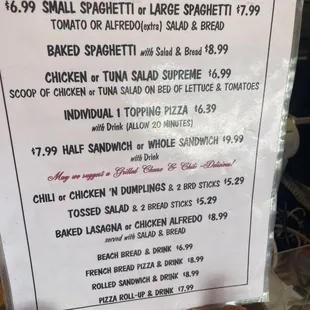 $6.99 SMALL SPAGHETTI or LARGE SPAGHETTI $7.99
TOMATO OR ALFREDO(extra) SALAD & BREAD
BAKED SPAGHETTI with Salad & Bread $8.99
CHICKEN or TUNA SALAD SUPREME $6.99
SCOOP OF CHICKEN or TUNA SALAD ON BED OF LETTUCE & TOMATOES
INDIVIDUAL 1 TOPPING PIZZA $6.39
with Drink (ALLOW 20 MINUTES)
$7.99 HALF SANDWICH or WHOLE SANDWICH $9.99
with Drink
May we suggest a Grilled Cheese & Chili -Delicious!
CHILI or CHICKEN 'N DUMPLINGS & 2 BRD STICKS $5.29
TOSSED SALAD & 2 BREAD STICKS $5.29
BAKED LASAGNA or CHICKEN ALFREDO $8.99
served with SALAD & BREAD
BEACH BREAD & DRINK $6.99
FRENCH BREAD PIZZA & DRINK $8.99
ROLLED SANDWICH & DRINK $8.99
PIZZA ROLL-UP & DRINK $7.99